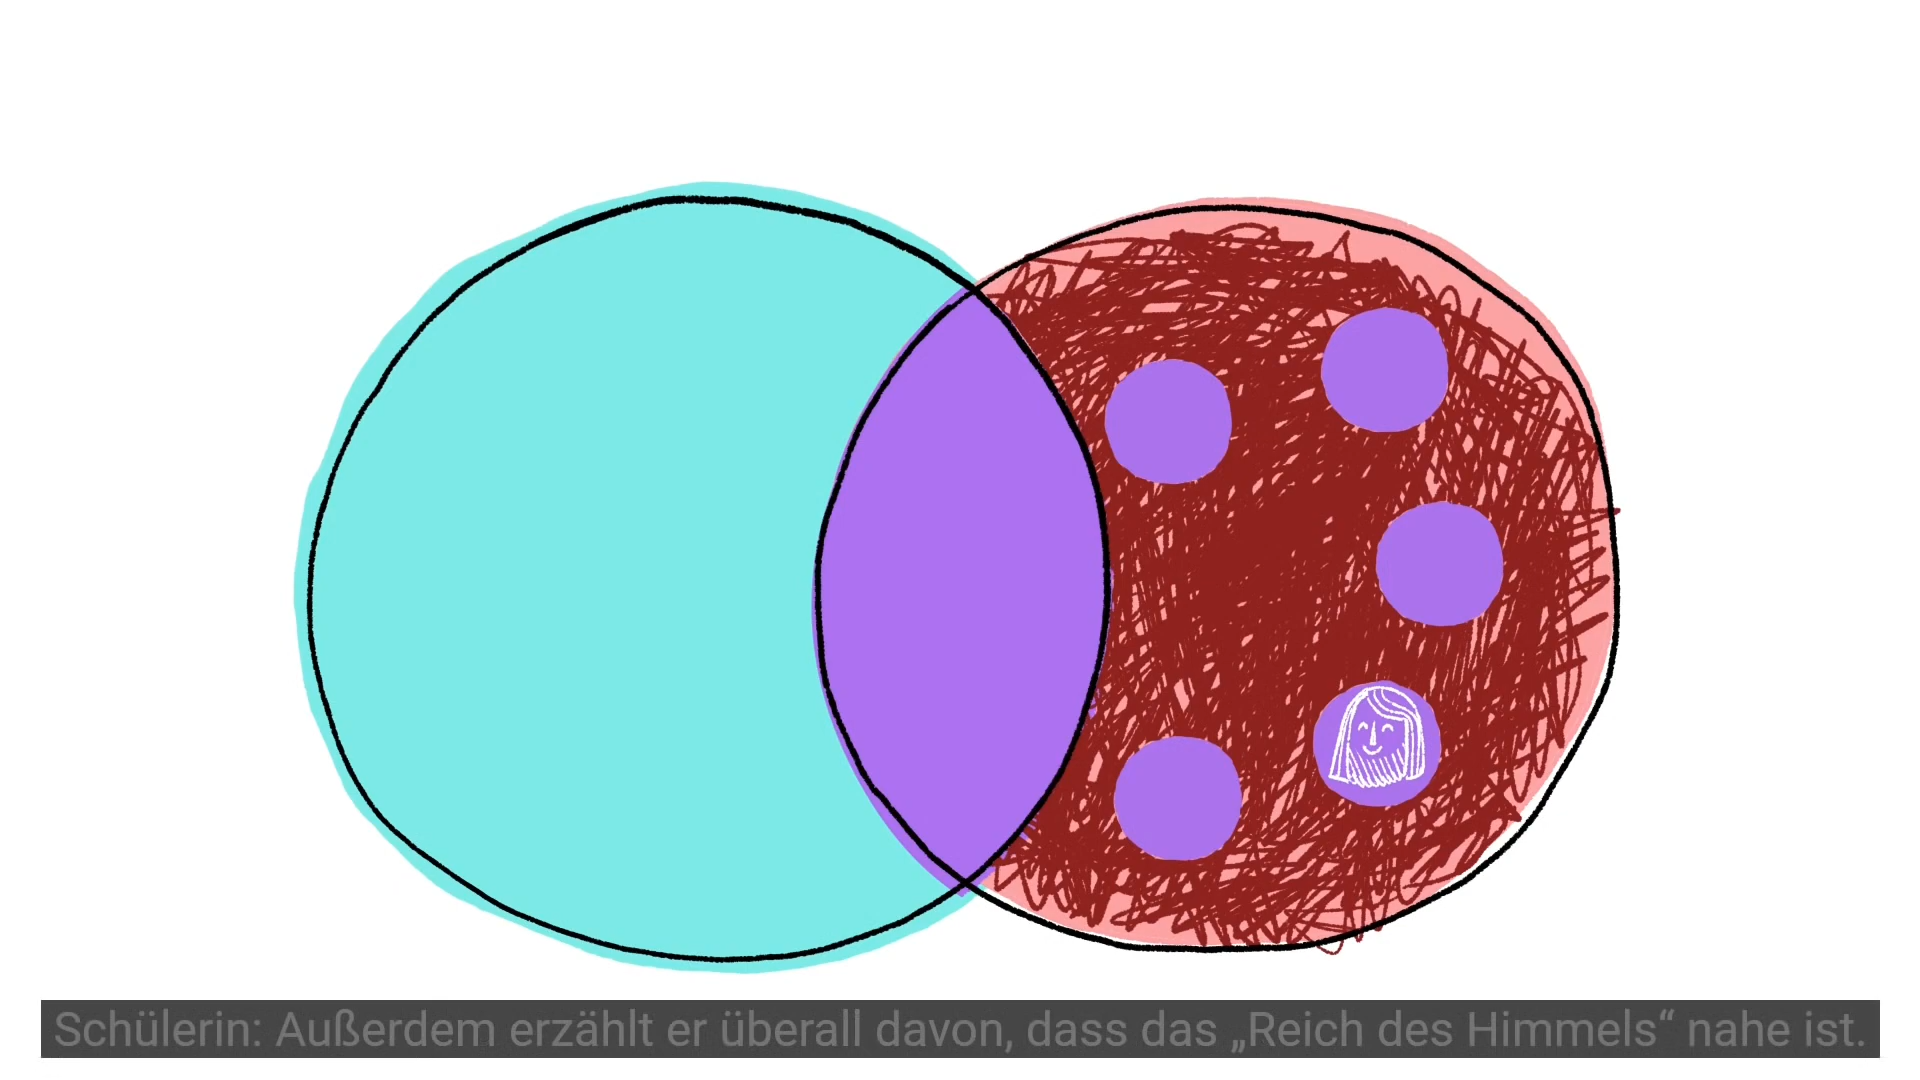 Schülerin: Außerdem erzählt er überall davon, dass das „Reich des Himmels“ nahe ist.